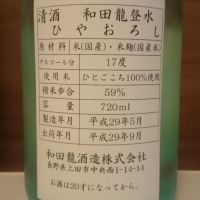 清酒 和田龍登水
ひやおろし
原材料 米(国産)・米麹(国産米)
アルコール分 17度
使用米 ひとごこち100%使用
精米歩合 59%
容量 720ml
製造年月 平成29年5月
出荷年月 平成29年9月
和田龍酒造株式会社
長野県上田市中央西1-14-14
お酒は20才になってから。